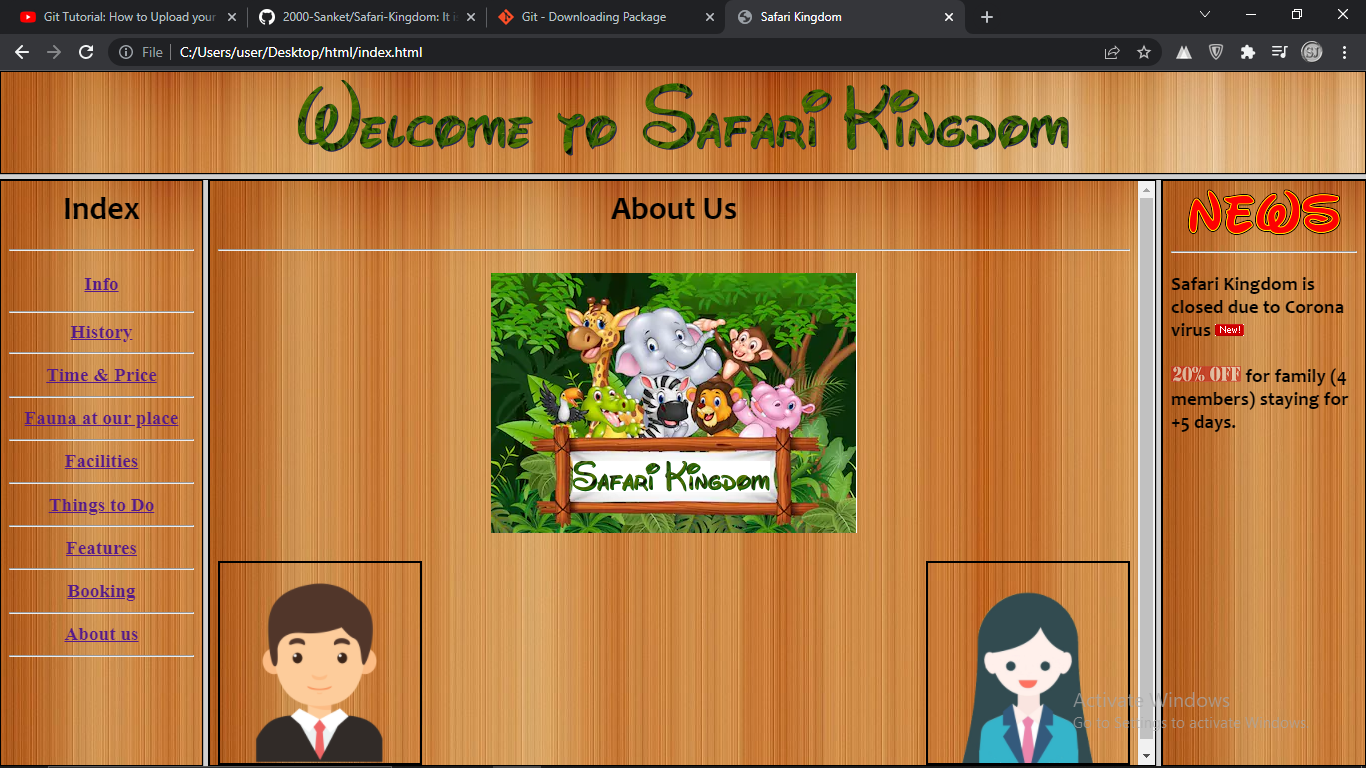 Git Tutorial: How to Upload your
2000-Sanket/Safari-Kingdom: It is
Git - Downloading Package
Safari Kingdom
File
C:/Users/user/Desktop/html/index.html
SJ
Welcome to Safari Kingdom
Index
Info
History
Time & Price
Fauna at our place
Facilities
Things to Do
Features
Booking
About us
About Us
Safari Kingdom
NEWS
Safari Kingdom is
closed due to Corona
virus New!
20% OFF for family (4
members) staying for
+5 days.
Activate Windows
Go to Settings to activate Windows.